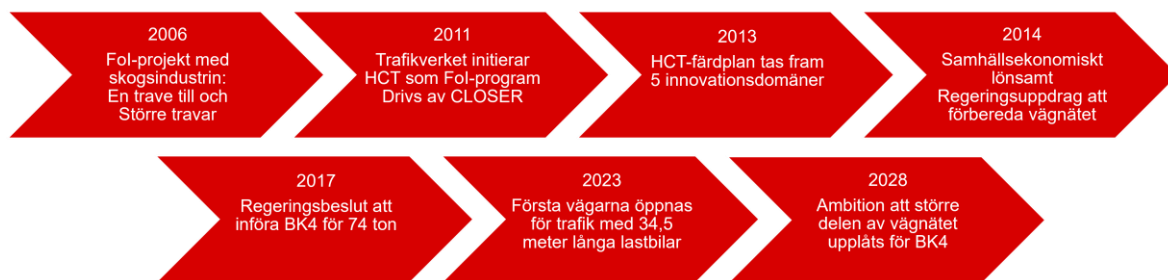 2006
FoI-projekt med
skogsindustrin:
En trave till och
Större travar
2011
Trafikverket initierar
HCT som FoI-program
Drivs av CLOSER
2013
HCT-färdplan tas fram
5 innovationsdomäner
2014
Samhällsekonomiskt
lönsamt
Regeringsuppdrag att
förbereda vägnätet
2017
Regeringsbeslut att
införa BK4 för 74 ton
2023
Första vägarna öppnas
för trafik med 34,5
meter långa lastbilar
2028
Ambition att större
delen av vägnätet
upplåts för BK4